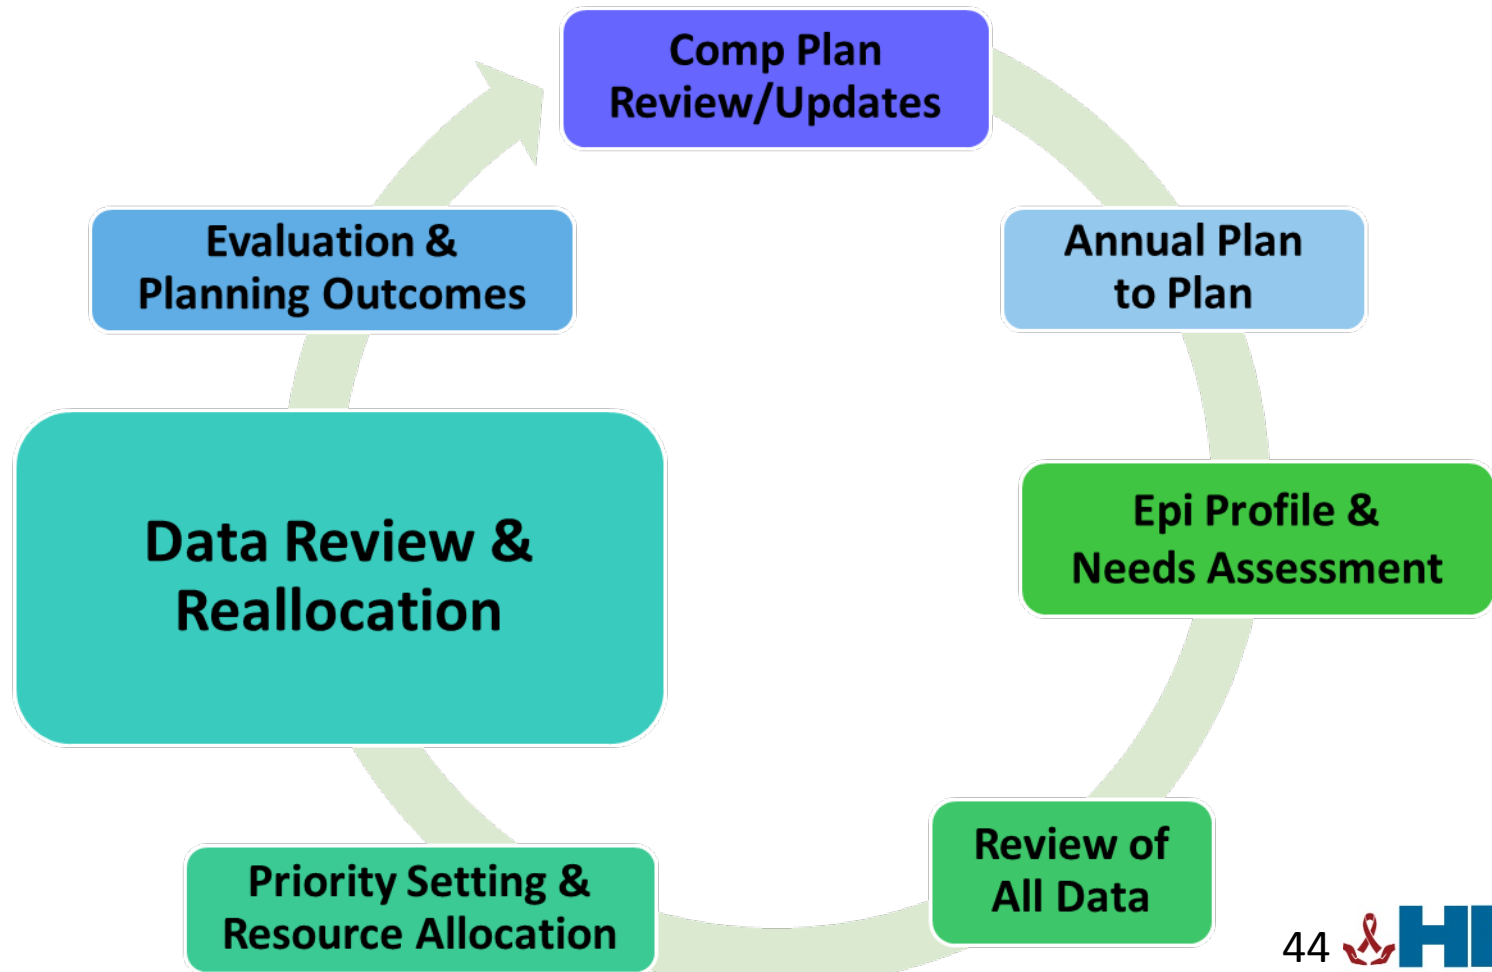 Comp Plan
Review/Updates
Annual Plan
to Plan
Epi Profile &
Needs Assessment
Review of
All Data
Priority Setting &
Resource Allocation
Data Review &
Reallocation
Evaluation &
Planning Outcomes
44